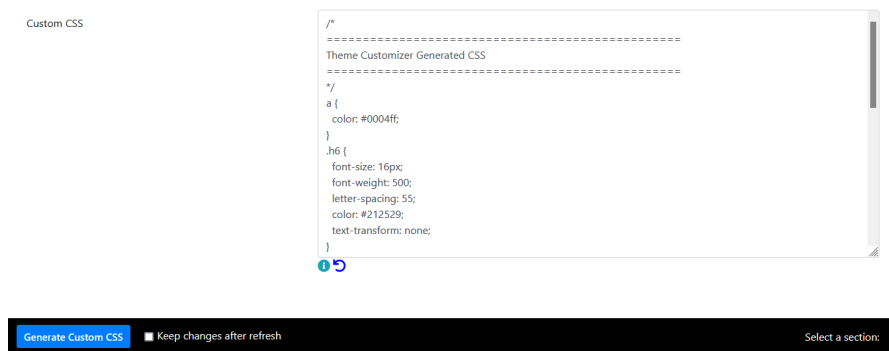 Custom CSS
/*
=================================================
Theme Customizer Generated CSS
=================================================
*/
a {
color: #0004ff;
}
.h6 {
font-size: 16px;
font-weight: 500;
letter-spacing: 55;
color: #212529;
text-transform: none;
}
Generate Custom CSS
Keep changes after refresh
Select a section: